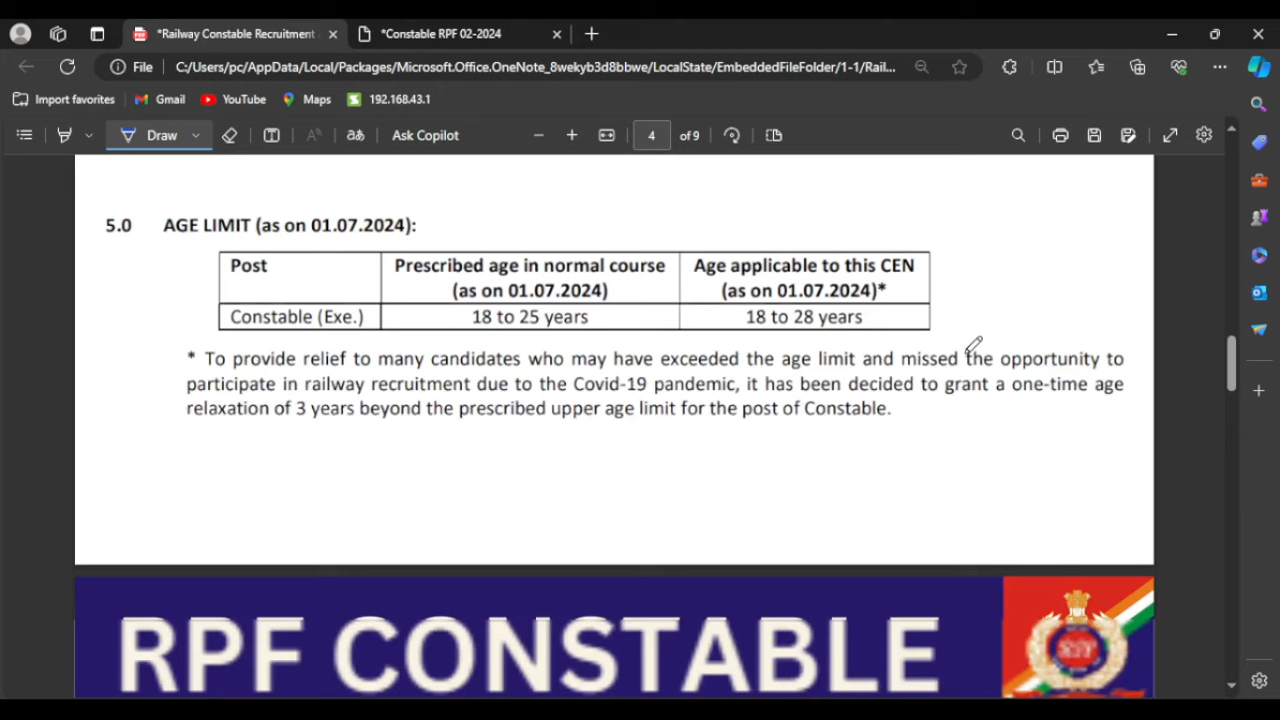 *Railway Constable Recruitment
*Constable RPF 02-2024
File
C:/Users/pc/AppData/Local/Packages/Microsoft.Office.OneNote_8wekyb3d8bbwe/LocalState/EmbeddedFileFolder/1-1/Rail...
Import favorites
Gmail
YouTube
Maps
192.168.43.1
Draw
Ask Copilot
4 of 9
5.0 AGE LIMIT (as on 01.07.2024):
Post
Prescribed age in normal course
(as on 01.07.2024)
Age applicable to this CEN
(as on 01.07.2024)*
Constable (Exe.)
18 to 25 years
18 to 28 years
* To provide relief to many candidates who may have exceeded the age limit and missed the opportunity to
participate in railway recruitment due to the Covid-19 pandemic, it has been decided to grant a one-time age
relaxation of 3 years beyond the prescribed upper age limit for the post of Constable.
RPF CONSTABLE